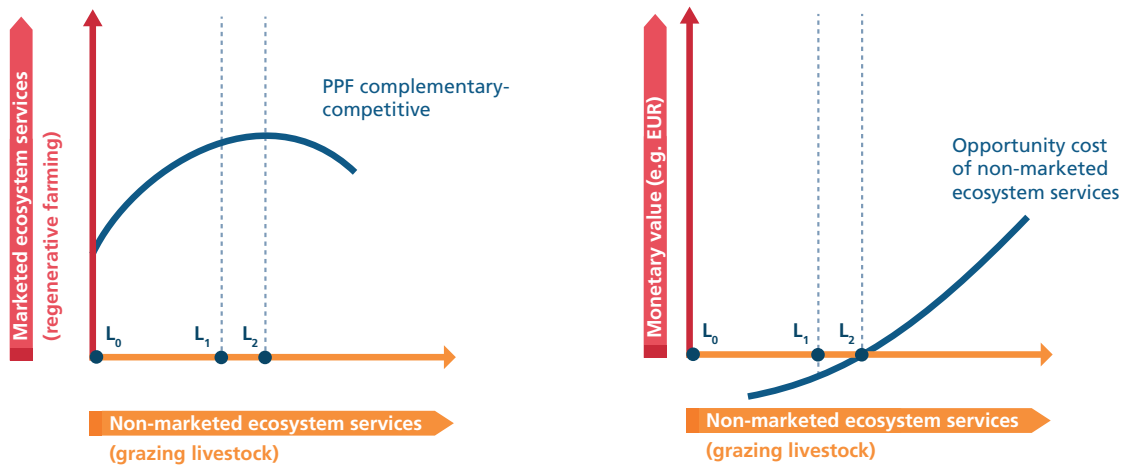 Marketed ecosystem services
(regenerative farming)
PPF complementary-
competitive
L₀
L₁
L₂
Non-marketed ecosystem services
(grazing livestock)
Monetary value (e.g. EUR)
Opportunity cost
of non-marketed
ecosystem services
L₀
L₁
L₂
Non-marketed ecosystem services
(grazing livestock)